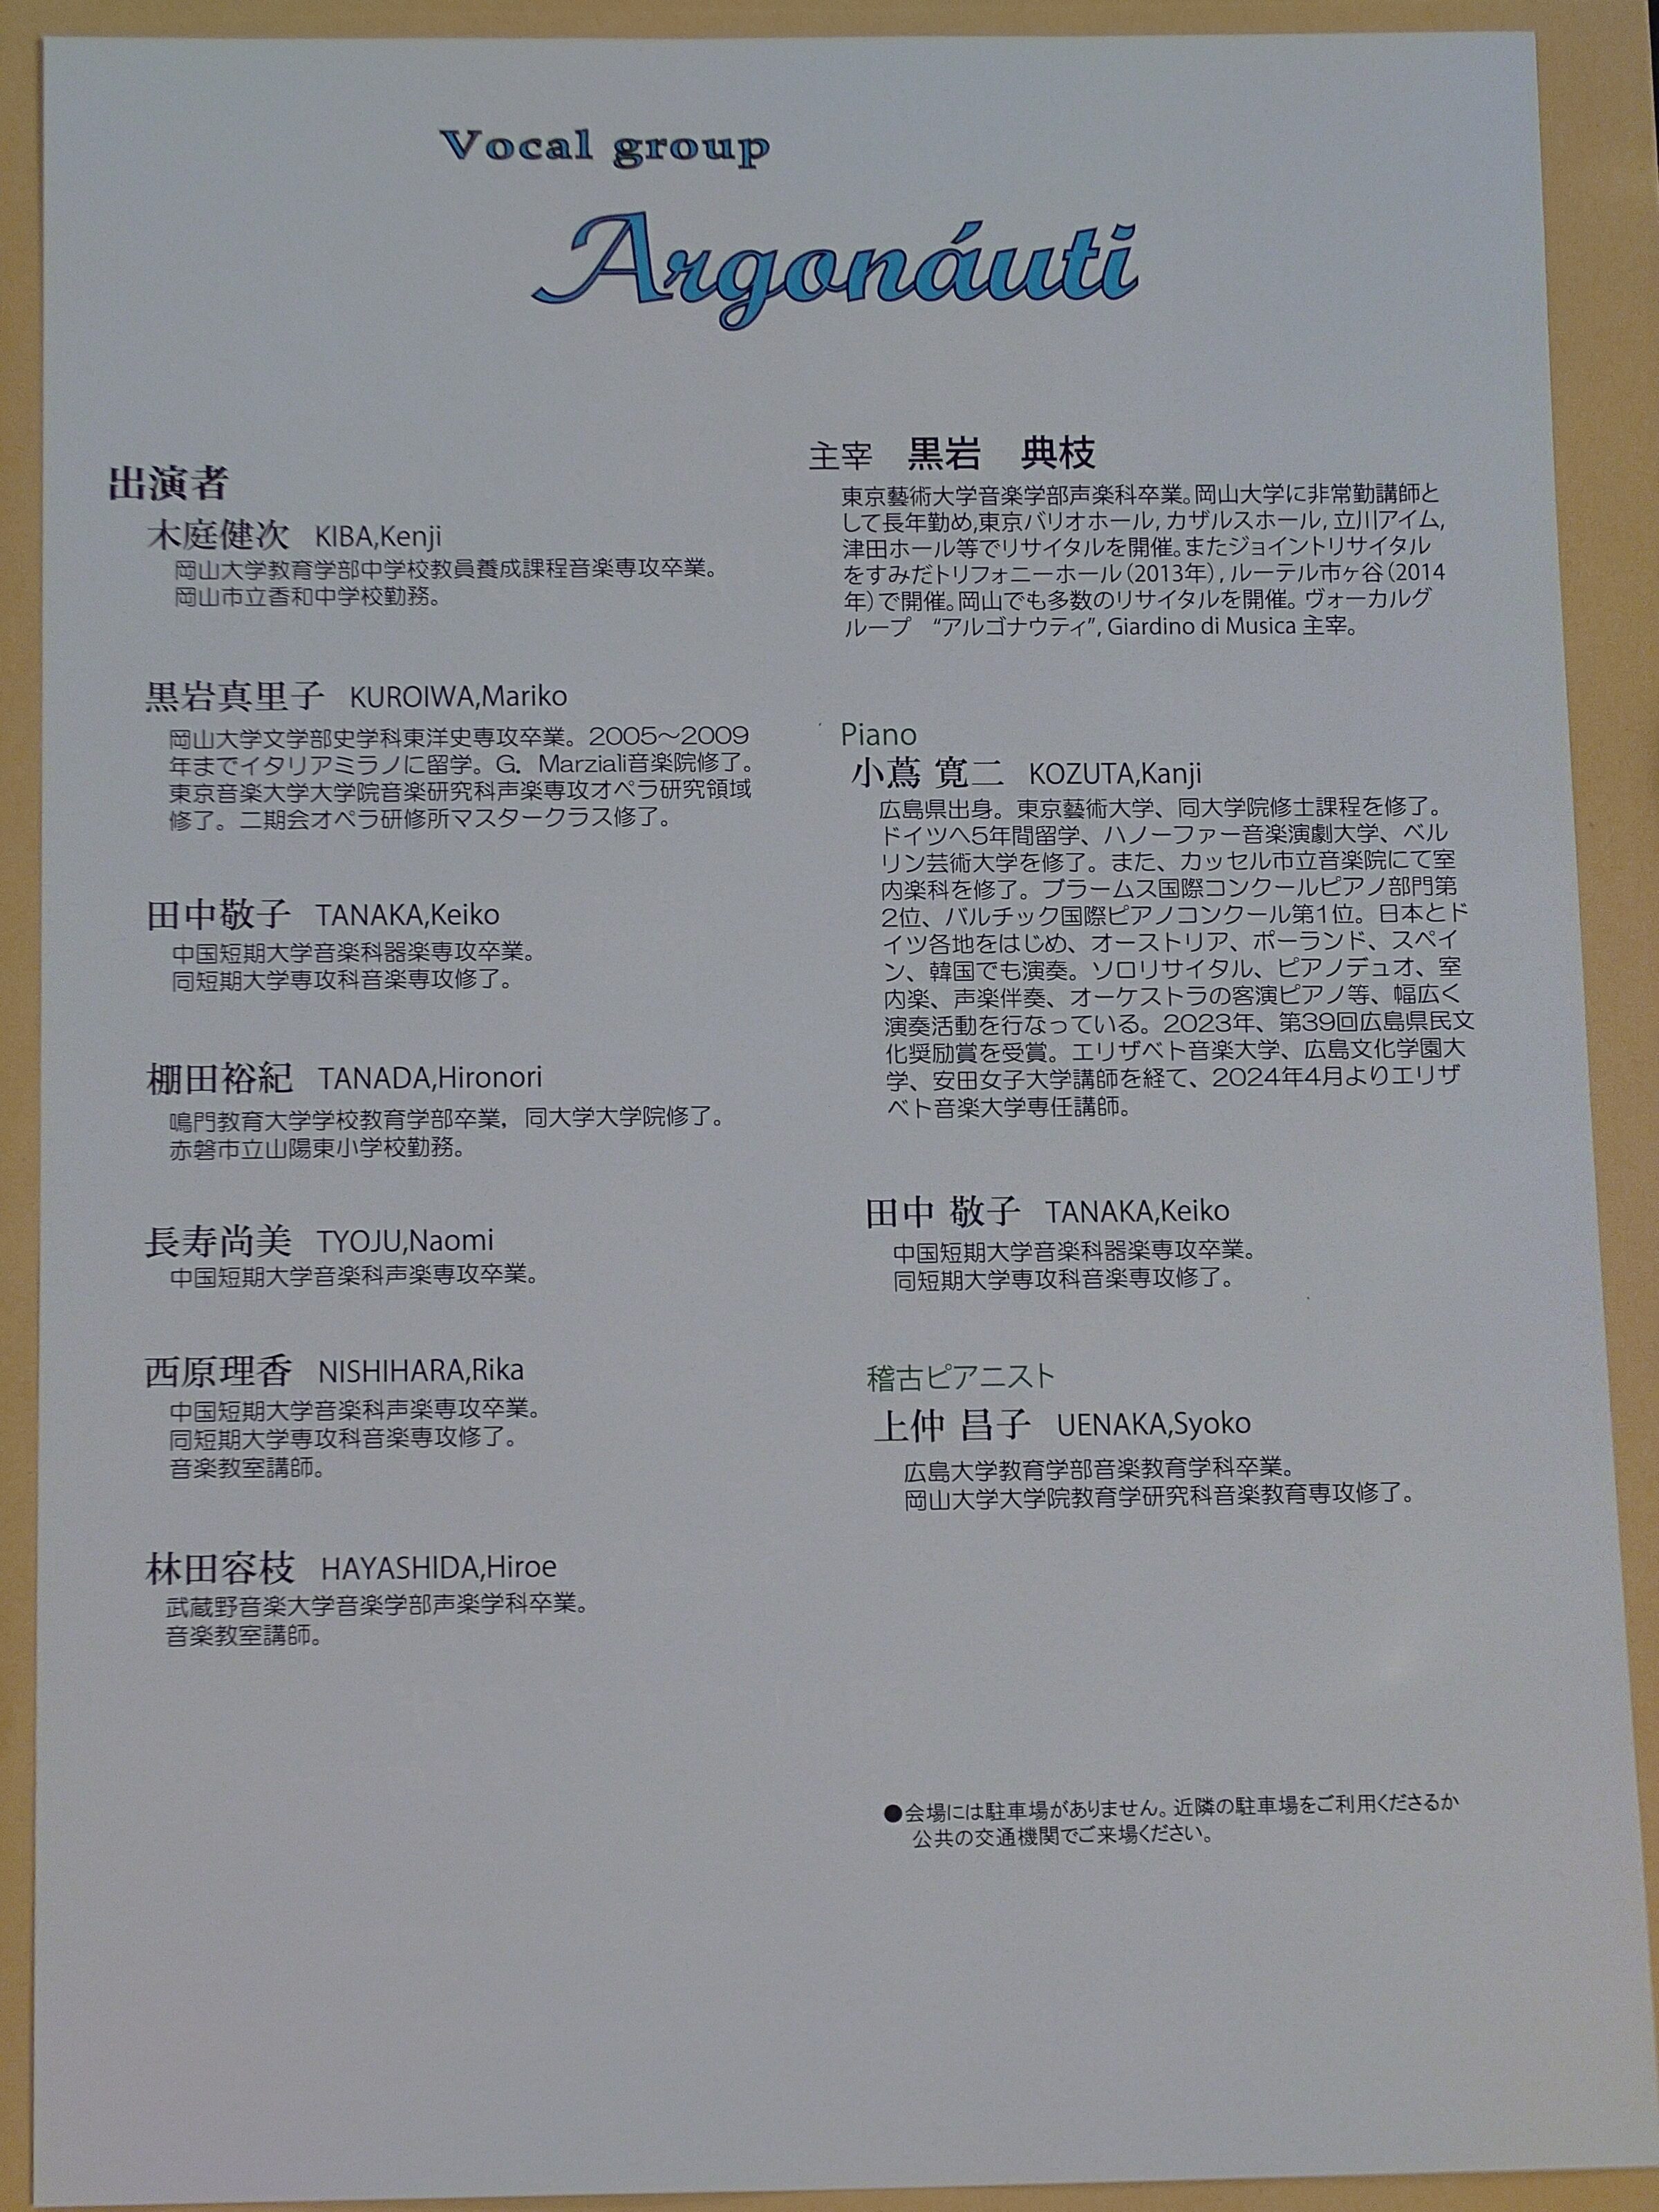 Vocal group
Argonáuti
出演者
木庭健次 KIBA,Kenji
岡山大学教育学部中学校教員養成課程音楽専攻卒業。
岡山市立香和中学校勤務。
黒岩真里子 KUROIWA,Mariko
岡山大学文学部史学科東洋史専攻卒業。2005～2009
年までイタリアミラノに留学。G. Marziali音楽院修了。
東京音楽大学大学院音楽研究科声楽専攻オペラ研究領域
修了。二期会オペラ研修所マスタークラス修了。
田中敬子 TANAKA,Keiko
中国短期大学音楽科器楽専攻卒業。
同短期大学専攻科音楽専攻修了。
棚田裕紀 TANADA,Hironori
鳴門教育大学学校教育学部卒業，同大学大学院修了。
赤磐市立山陽東小学校勤務。
長寿尚美 TYOJU,Naomi
中国短期大学音楽科声楽専攻卒業。
西原理香 NISHIHARA,Rika
中国短期大学音楽科声楽専攻卒業。
同短期大学専攻科音楽専攻修了。
音楽教室講師。
林田容枝 HAYASHIDA,Hiroe
武蔵野音楽大学音楽学部声楽学科卒業。
音楽教室講師。
主宰 黒岩 典枝
東京藝術大学音楽学部声楽科卒業。岡山大学に非常勤講師と
して長年勤め,東京バリオホール, カザルスホール, 立川アイム,
津田ホール等でリサイタルを開催。またジョイントリサイタル
をすみだトリフォニーホール（2013年）, ルーテル市ヶ谷（2014
年）で開催。岡山でも多数のリサイタルを開催。ヴォーカルグ
ループ “アルゴナウティ”, Giardino di Musica 主宰。
Piano
小蔦 寛二 KOZUTA,Kanji
広島県出身。東京藝術大学、同大学院修士課程を修了。
ドイツへ5年間留学、ハノーファー音楽演劇大学、ベル
リン芸術大学を修了。また、カッセル市立音楽院にて室
内楽科を修了。ブラームス国際コンクールピアノ部門第
2位、バルチック国際ピアノコンクール第1位。日本とド
イツ各地をはじめ、オーストリア、ポーランド、スペイ
ン、韓国でも演奏。ソロリサイタル、ピアノデュオ、室
内楽、声楽伴奏、オーケストラの客演ピアノ等、幅広く
演奏活動を行なっている。2023年、第39回広島県民文
化奨励賞を受賞。エリザベト音楽大学、広島文化学園大
学、安田女子大学講師を経て、2024年4月よりエリザ
ベト音楽大学専任講師。
田中 敬子 TANAKA,Keiko
中国短期大学音楽科器楽専攻卒業。
同短期大学専攻科音楽専攻修了。
稽古ピアニスト
上仲 昌子 UENAKA,Syoko
広島大学教育学部音楽教育学科卒業。
岡山大学大学院教育学研究科音楽教育専攻修了。
●会場には駐車場がありません。近隣の駐車場をご利用くださるか
公共の交通機関でご来場ください。